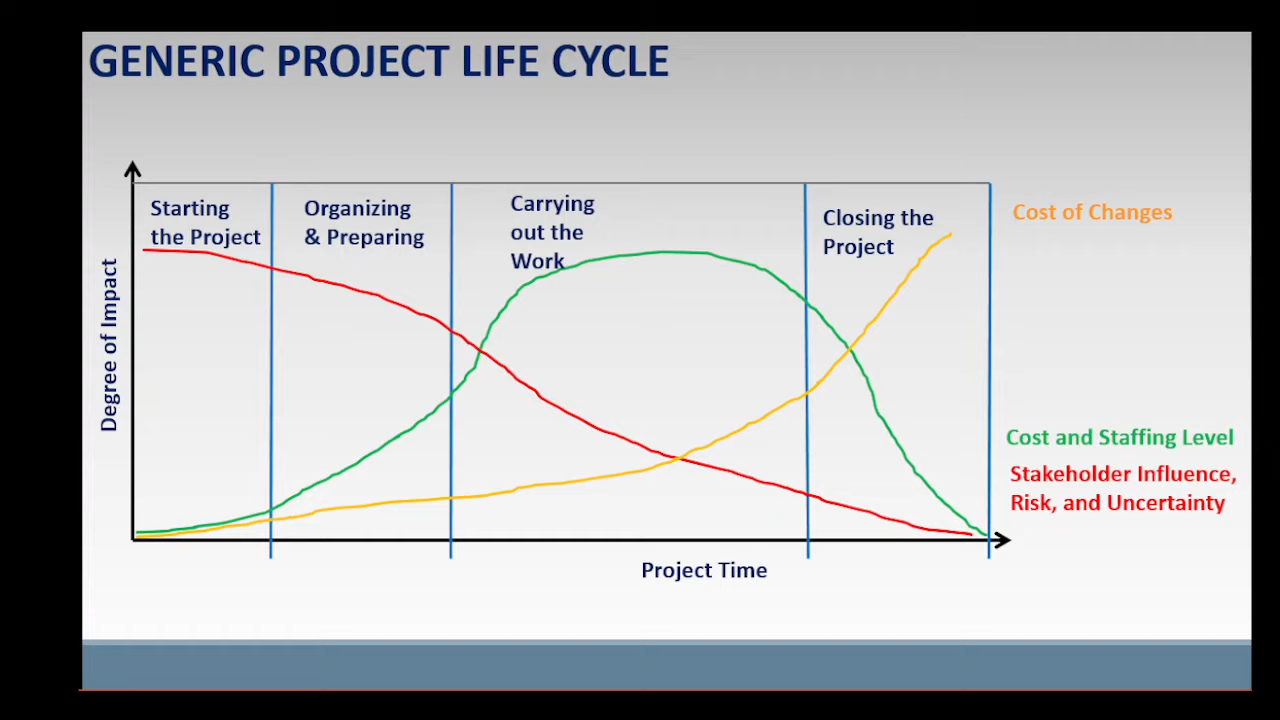 GENERIC PROJECT LIFE CYCLE
Starting
the Project
Organizing
& Preparing
Carrying
out the
Work
Closing the
Project
Cost of Changes
Degree of Impact
Cost and Staffing Level
Stakeholder Influence,
Risk, and Uncertainty
Project Time